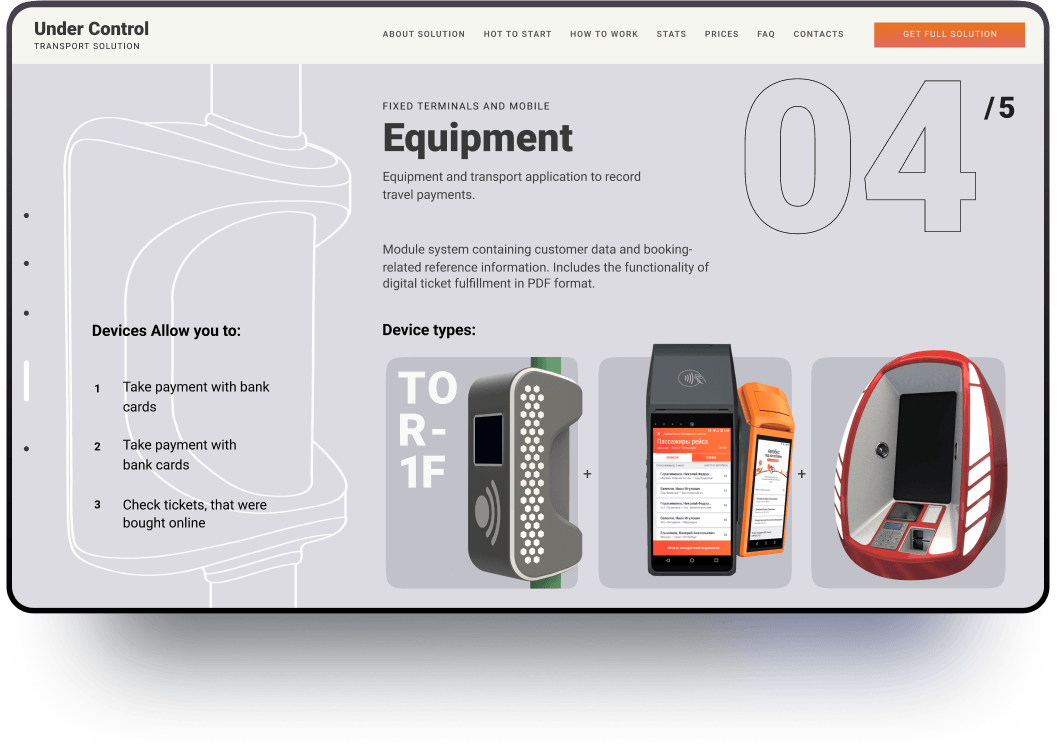 Under Control
TRANSPORT SOLUTION
ABOUT SOLUTION
HOT TO START
HOW TO WORK
STATS
PRICES
FAQ
CONTACTS
GET FULL SOLUTION
FIXED TERMINALS AND MOBILE
Equipment
04
/5
Equipment and transport application to record
travel payments.
Module system containing customer data and booking-
related reference information. Includes the functionality of
digital ticket fulfillment in PDF format.
Devices Allow you to:
1 Take payment with bank
cards
2 Take payment with
bank cards
3 Check tickets, that were
bought online
Device types:
TO
R-
1F
+
Пассажиры рейса
+